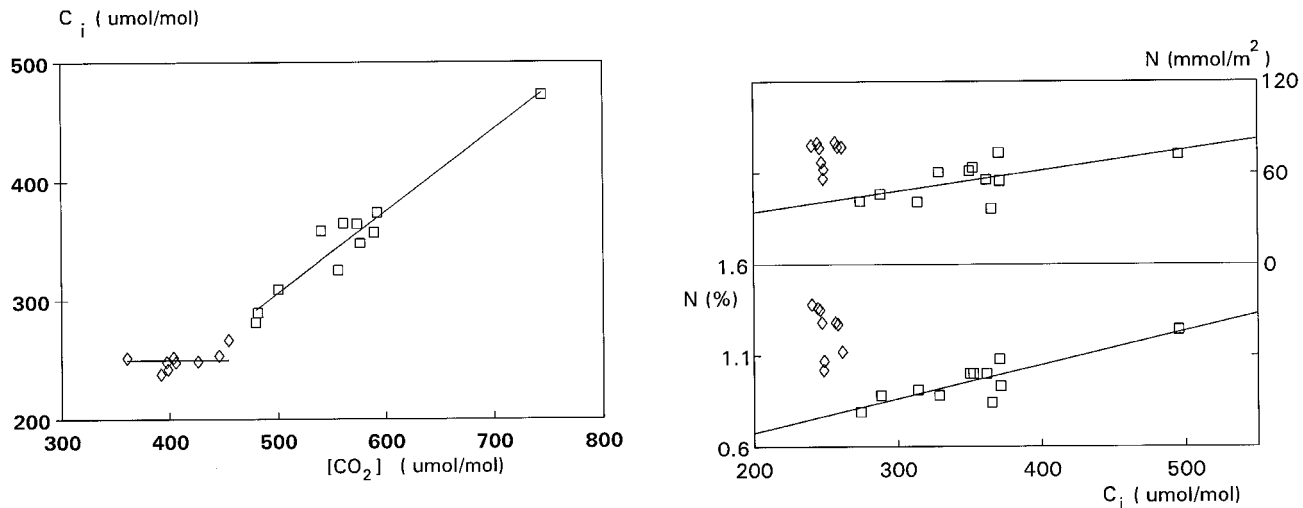 C i ( umol/mol)
500
400
300
200
300 400 500 600 700 800
[CO2] ( umol/mol)
N (mmol/m2)
120
60
0
1.6
N (%)
1.1
0.6
200 300 400 500
C i ( umol/mol)